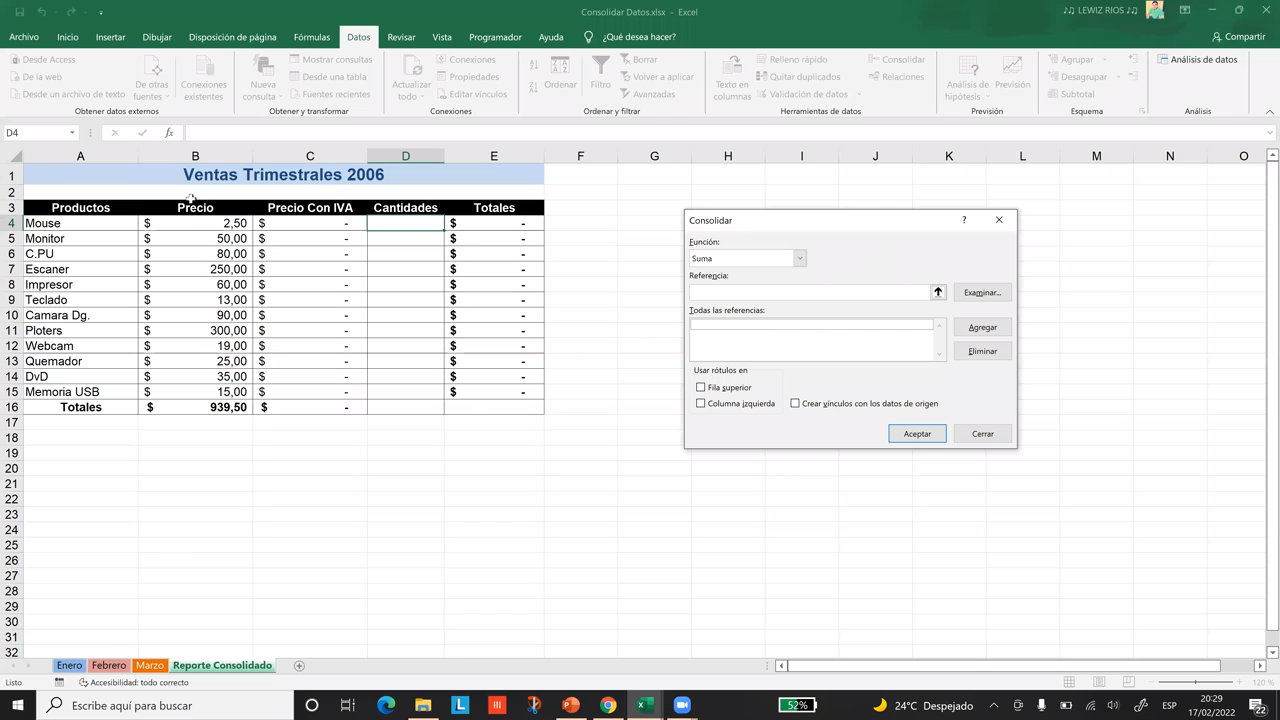 Consolidar Datos.xlsx - Excel
♫♫ LEWIZ RIOS ♫♫
Archivo Inicio Insertar Dibujar Disposición de página Fórmulas Datos Revisar Vista Programador Ayuda ¿Qué desea hacer? Compartir
Desde Access
De la web
Desde un archivo de texto
De otras fuentes
Conexiones existentes
Obtener datos externos
Nueva consulta
Mostrar consultas
Desde una tabla
Fuentes recientes
Obtener y transformar
Actualizar todo
Conexiones
Propiedades
Editar vínculos
Conexiones
Ordenar
Filtro
Borrar
Volver a aplicar
Avanzadas
Ordenar y filtrar
Texto en columnas
Relleno rápido
Quitar duplicados
Validación de datos
Consolidar
Relaciones
Herramientas de datos
Análisis de hipótesis
Previsión
Previsión
Agrupar
Desagrupar
Subtotal
Esquema
Análisis de datos
Análisis
D4 fx
A B C D E F G H I J K L M N O
1 Ventas Trimestrales 2006
2
3 Productos Precio Precio Con IVA Cantidades Totales
4 Mouse $ 2,50 $ - $ -
5 Monitor $ 50,00 $ - $ -
6 C.PU $ 80,00 $ - $ -
7 Escaner $ 250,00 $ - $ -
8 Impresor $ 60,00 $ - $ -
9 Teclado $ 13,00 $ - $ -
10 Camara Dg. $ 90,00 $ - $ -
11 Ploters $ 300,00 $ - $ -
12 Webcam $ 19,00 $ - $ -
13 Quemador $ 25,00 $ - $ -
14 DvD $ 35,00 $ - $ -
15 Memoria USB $ 15,00 $ - $ -
16 Totales $ 939,50 $ -
17
18
19
20
21
22
23
24
25
26
27
28
29
30
31
32
Consolidar ?
Función:
Suma
Referencia:
Examinar...
Todas las referencias:
Agregar
Eliminar
Usar rótulos en
Fila superior
Columna izquierda
Crear vínculos con los datos de origen
Aceptar Cerrar
Enero Febrero Marzo Reporte Consolidado
Listo Accesibilidad: todo correcto 120 %
Escribe aquí para buscar 52% 24°C Despejado ESP 20:29
17/02/2022 22